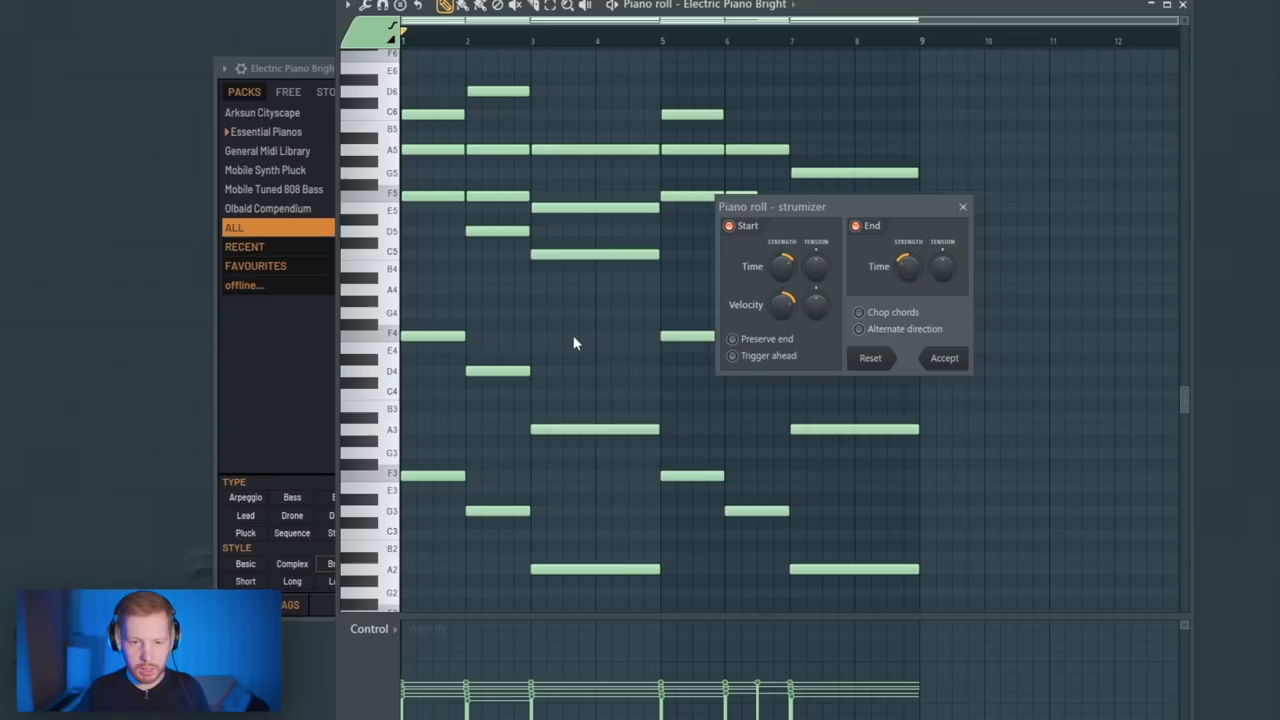 Piano roll - Electric Piano Bright
1 2 3 4 5 6 7 8 9 10 11 12
Electric Piano Brigh
PACKS FREE STO
Arksun Cityscape
Essential Pianos
General Midi Library
Mobile Synth Pluck
Mobile Tuned 808 Bass
Olbaid Compendium
ALL
RECENT
FAVOURITES
offline...
TYPE
Arpeggio Bass
Lead Drone D
Pluck Sequence St
STYLE
Basic Complex Br
Short Long
AGS
F6
E6
D6
C6
B5
A5
G5
F5
E5
D5
C5
B4
A4
G4
F4
E4
D4
C4
B3
A3
G3
F3
E3
D3
C3
B2
A2
G2
Piano roll - strumizer
Start
STRENGTH TENSION
Time
Velocity
Preserve end
Trigger ahead
End
STRENGTH TENSION
Time
Chop chords
Alternate direction
Reset Accept
Control